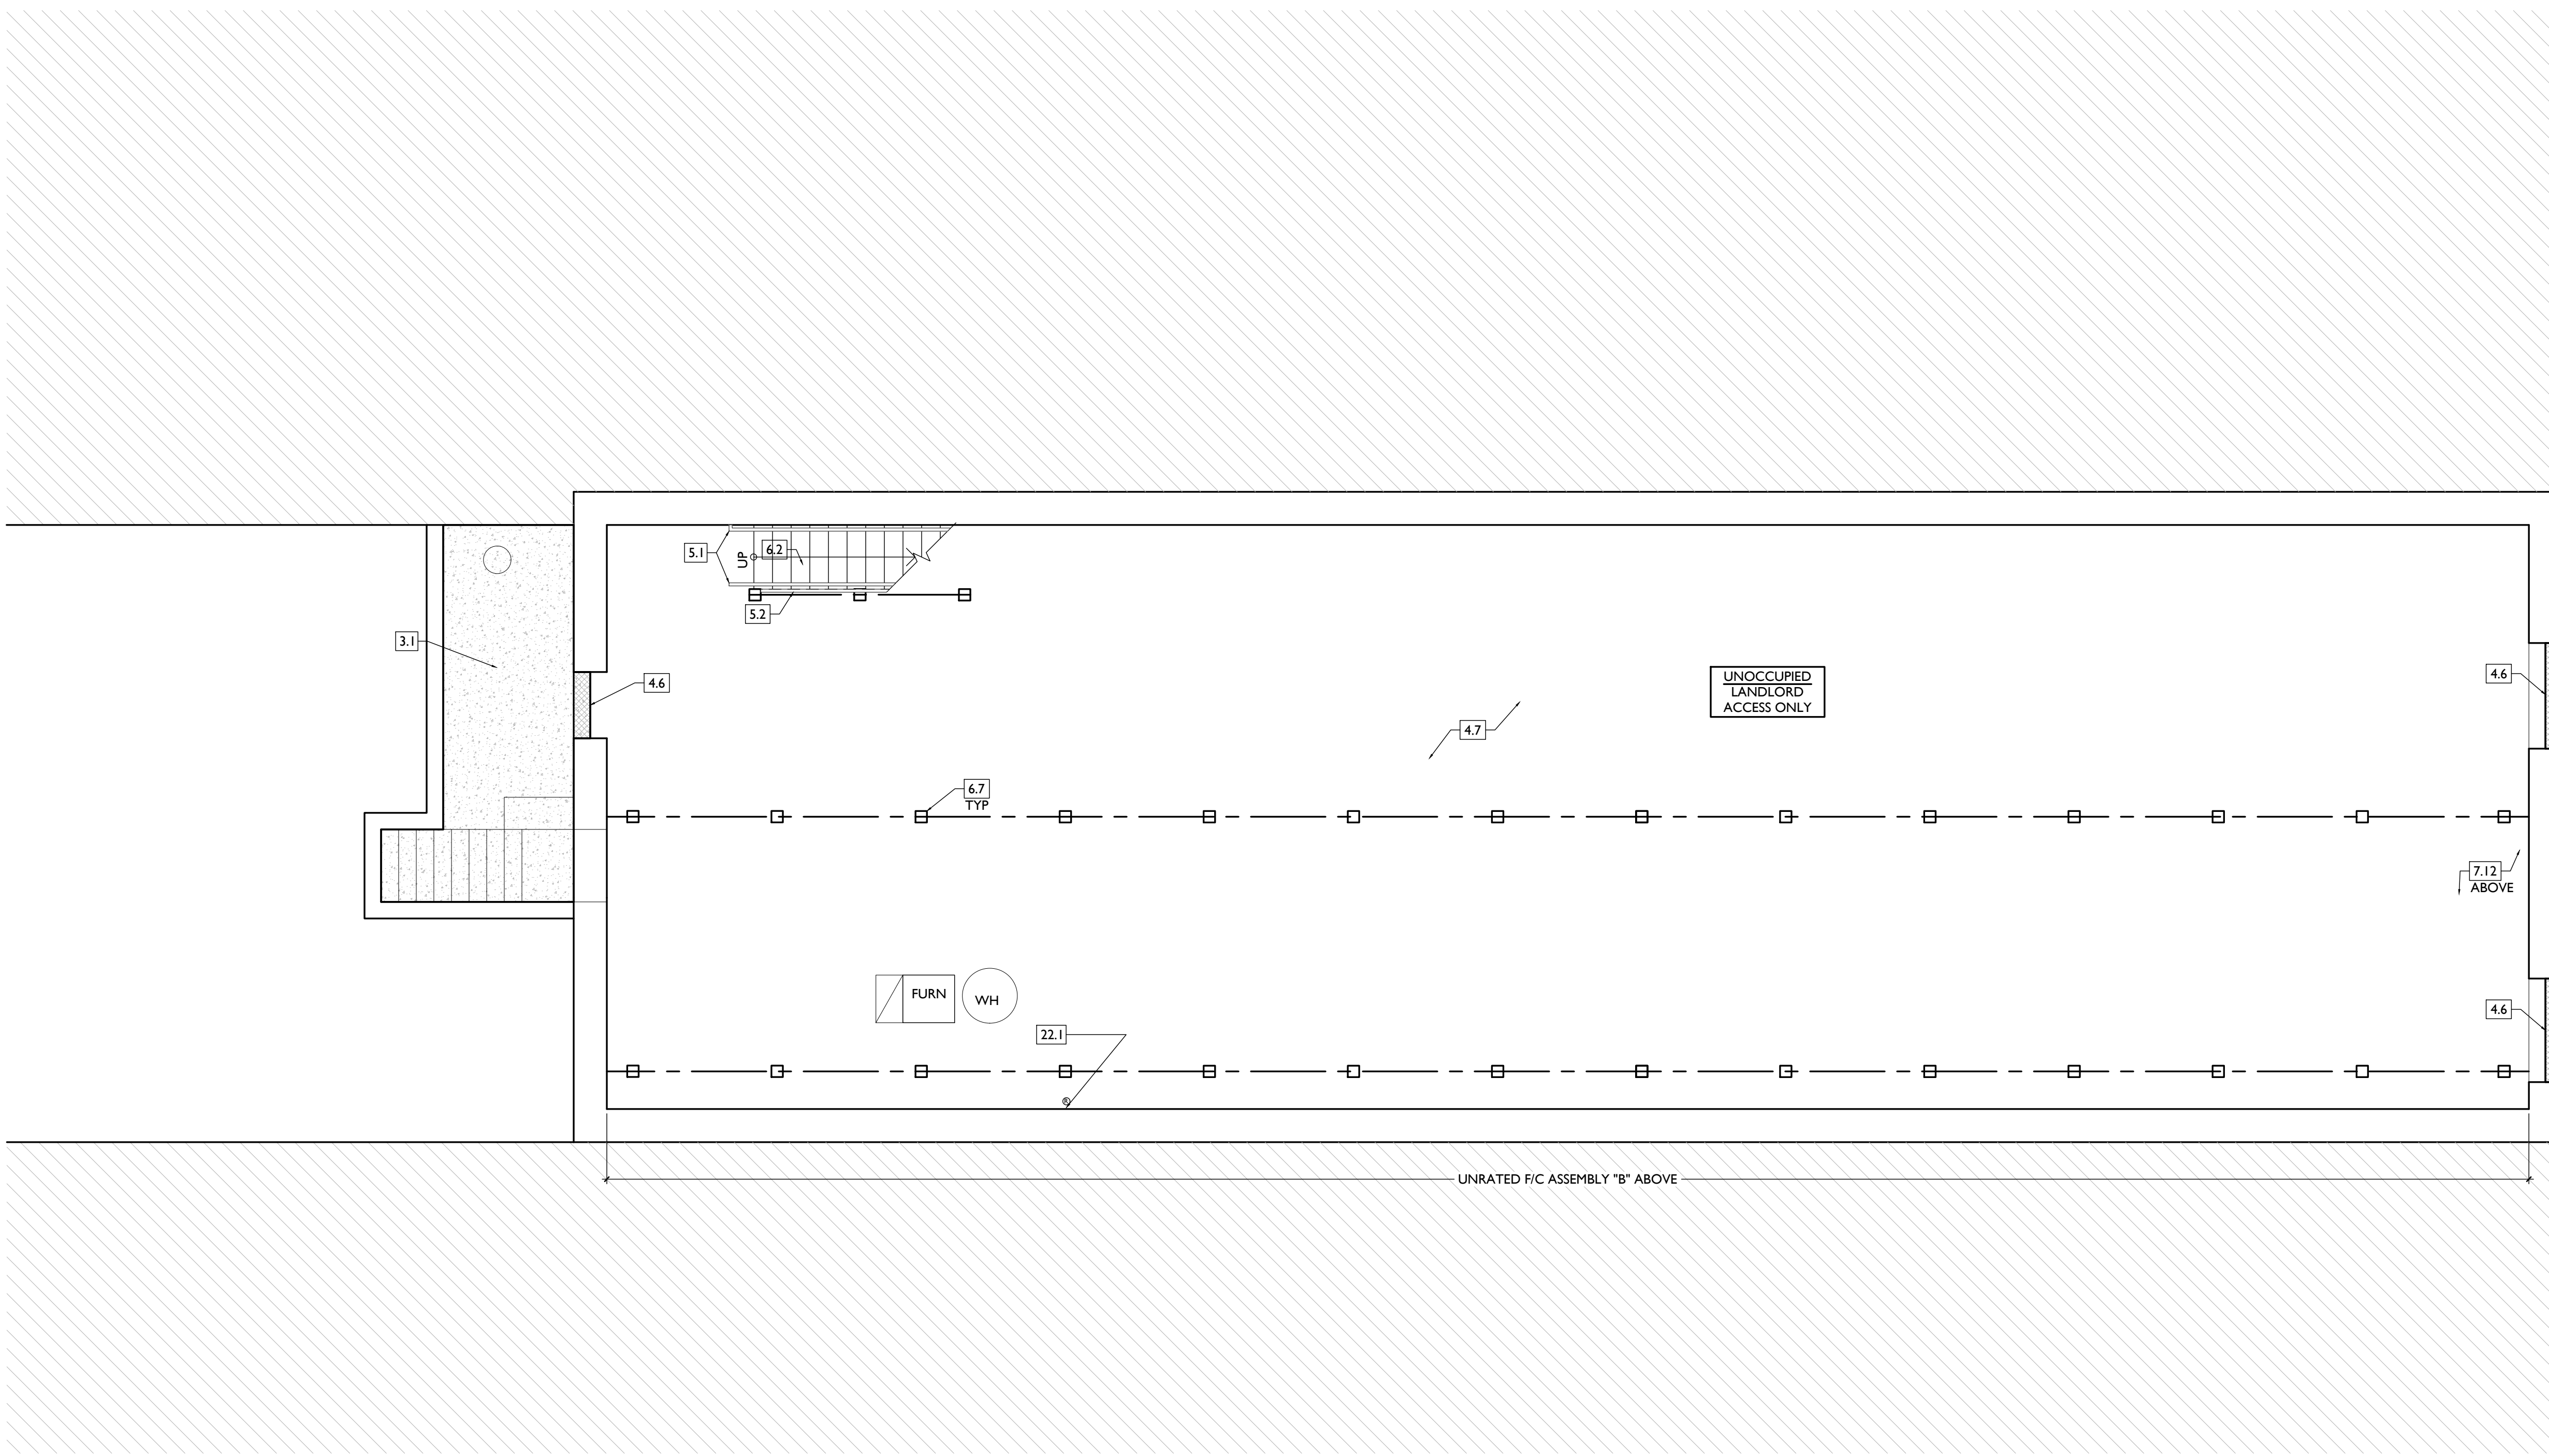 5.1
UP
6.2
5.2
3.1
4.6
UNOCCUPIED
LANDLORD
ACCESS ONLY
4.6
4.7
6.7
TYP
7.12
ABOVE
FURN
WH
22.1
4.6
UNRATED F/C ASSEMBLY "B" ABOVE